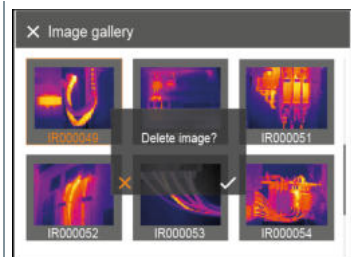 Image gallery
IR000049
IR000051
Delete image?
IR000052
IR000053
IR000054